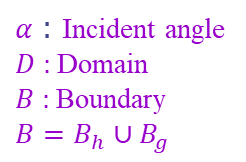 α : Incident angle
D : Domain
B : Boundary
B = B_h ∪ B_g